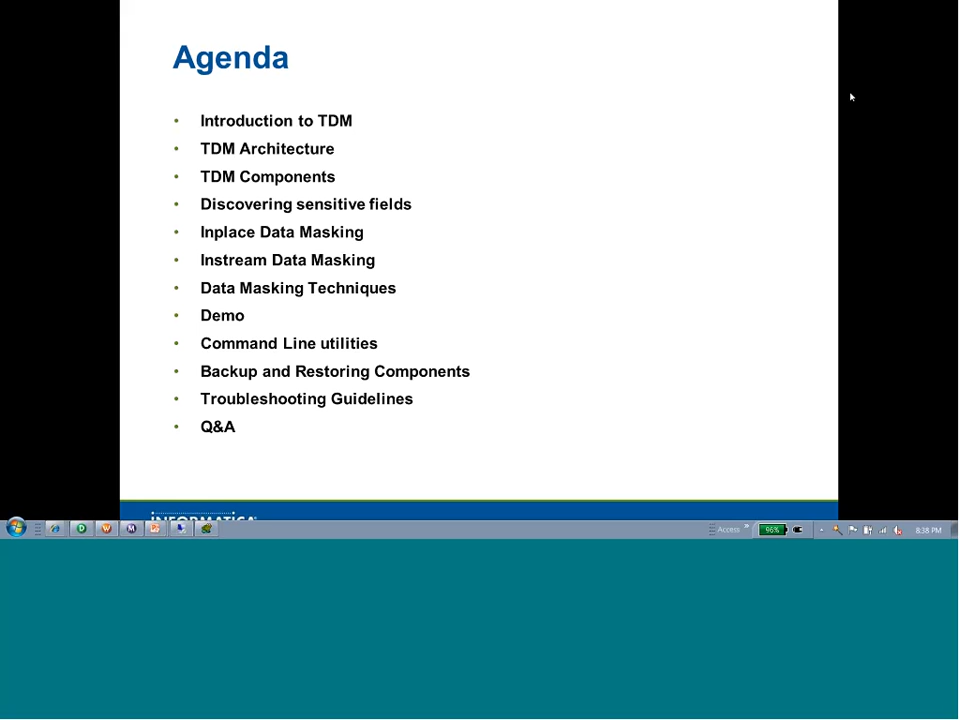 Agenda
• Introduction to TDM
• TDM Architecture
• TDM Components
• Discovering sensitive fields
• Inplace Data Masking
• Instream Data Masking
• Data Masking Techniques
• Demo
• Command Line utilities
• Backup and Restoring Components
• Troubleshooting Guidelines
• Q&A
INFORMATICA
D W M Access » 96% 8:38 PM